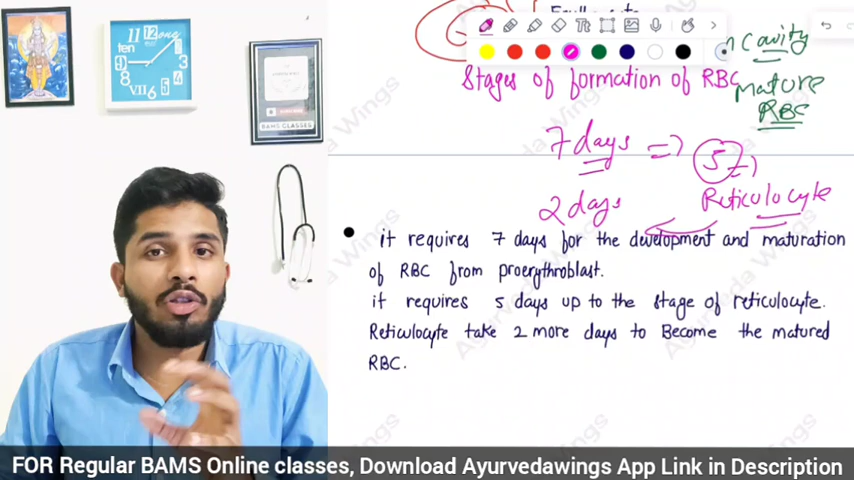 Stages of formation of RBC
Cavity
mature
RBC
7 days => 5 =>
Reticulocyte
2 days
it requires 7 days for the development and maturation
of RBC from proerythroblast.
it requires 5 days up to the stage of reticulocyte.
Reticulocyte take 2 more days to Become the matured
RBC.
BAMS CLASSES
FOR Regular BAMS Online classes, Download Ayurvedawings App Link in Description